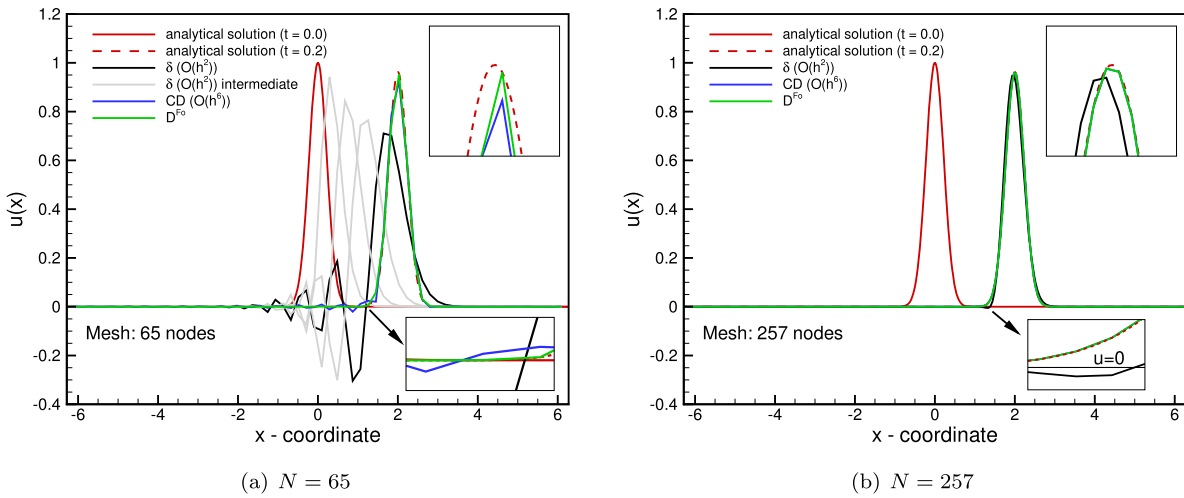 1.2
1
0.8
0.6
0.4
0.2
0
-0.2
-0.4
u(x)
analytical solution (t = 0.0)
analytical solution (t = 0.2)
δ (O(h²))
δ (O(h²)) intermediate
CD (O(h⁶))
D^Fo
Mesh: 65 nodes
-6 -4 -2 0 2 4 6
x - coordinate
(a) N = 65
1.2
1
0.8
0.6
0.4
0.2
0
-0.2
-0.4
u(x)
analytical solution (t = 0.0)
analytical solution (t = 0.2)
δ (O(h²))
CD (O(h⁶))
D^Fo
Mesh: 257 nodes
u=0
-6 -4 -2 0 2 4 6
x - coordinate
(b) N = 257